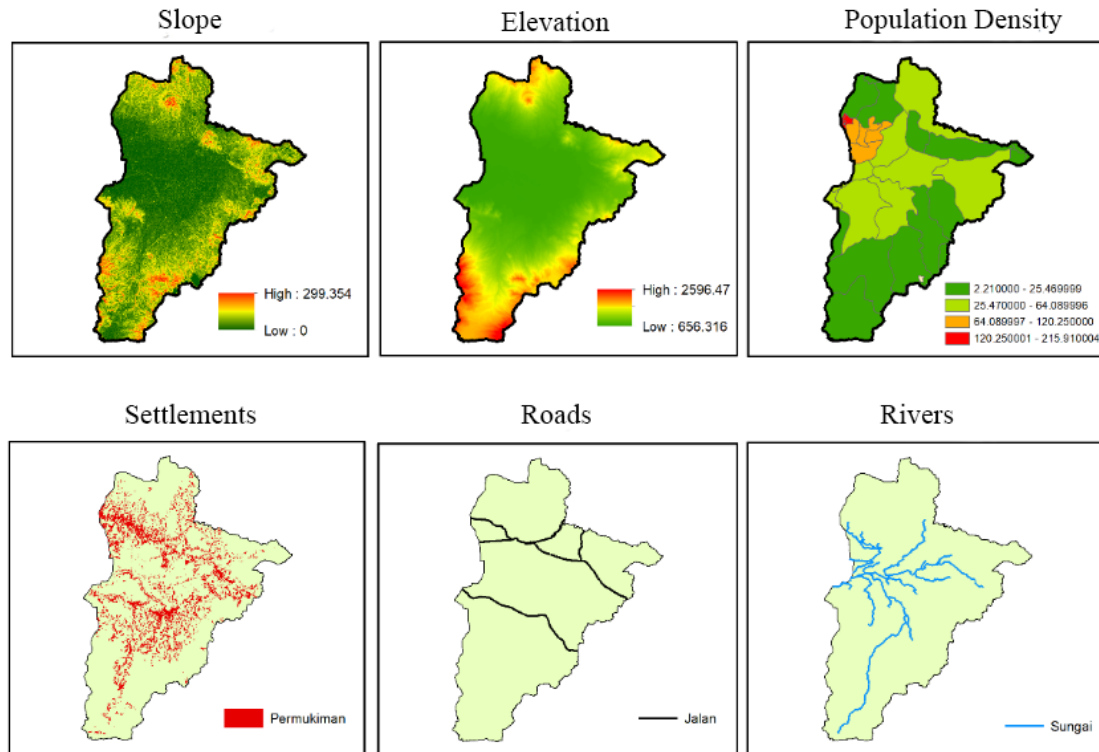 Slope
Elevation
Population Density
High : 299.354
Low : 0
High : 2596.47
Low : 656.316
2.210000 - 25.469999
25.470000 - 64.089996
64.089997 - 120.250000
120.250001 - 215.910004
Settlements
Roads
Rivers
Permukiman
Jalan
Sungai